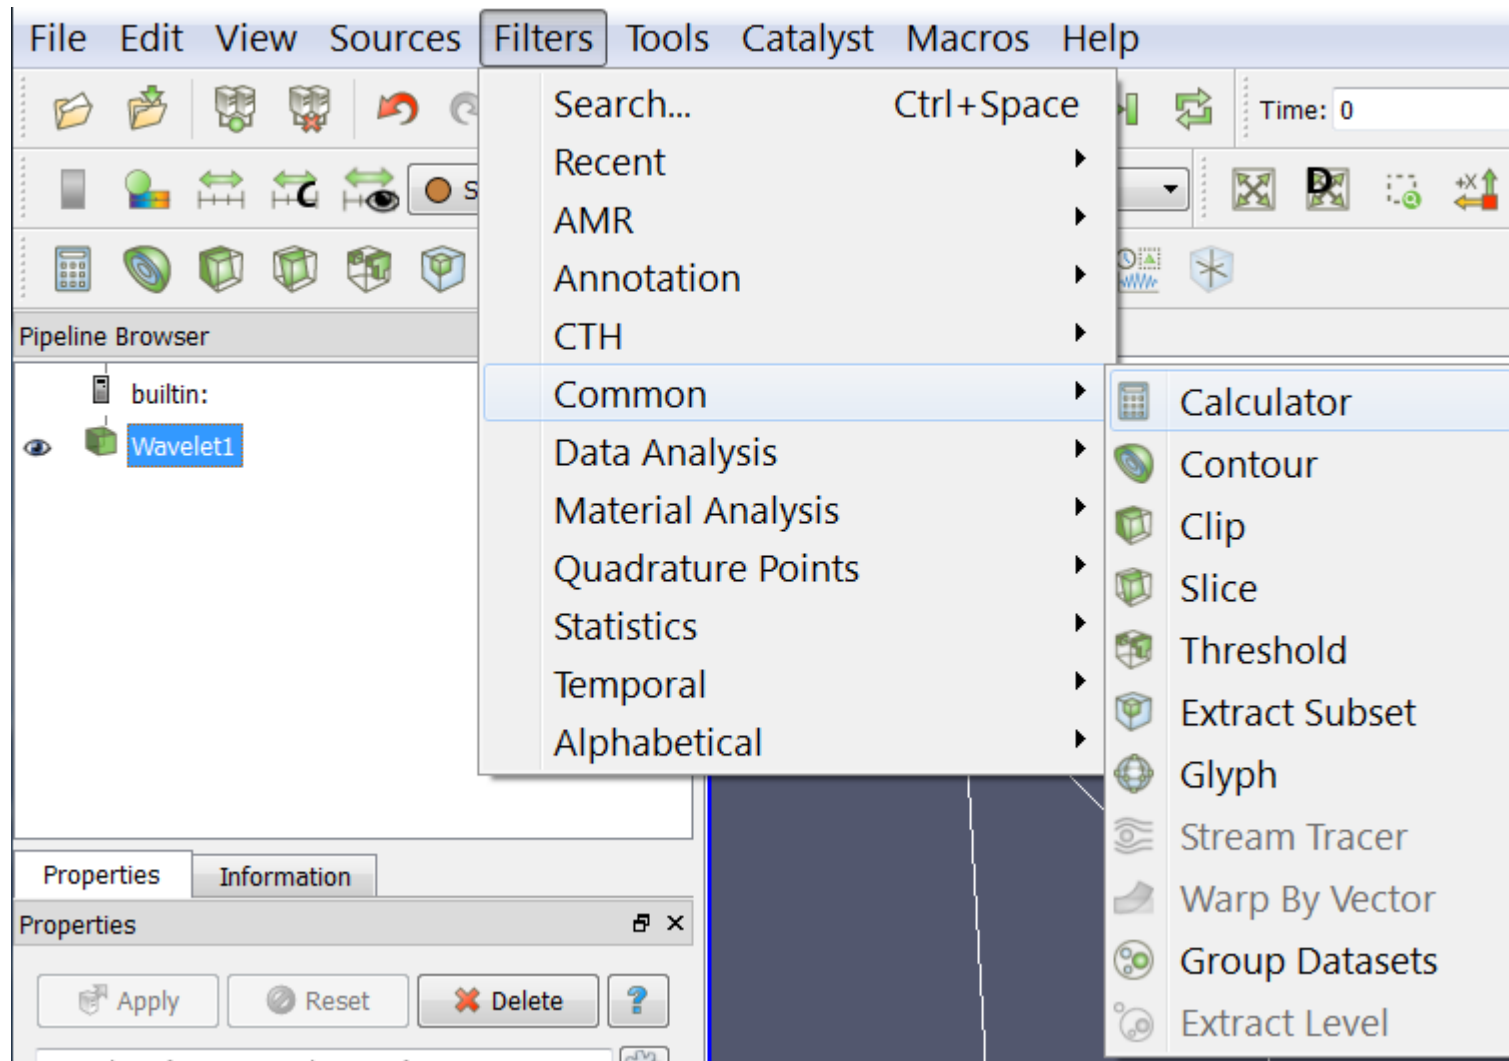 File Edit View Sources Filters Tools Catalyst Macros Help
Search... Ctrl+Space
Time: 0
Recent
AMR
D
C
S
Annotation
CTH
Pipeline Browser
builtin:
Wavelet1
Common
Data Analysis
Material Analysis
Quadrature Points
Statistics
Temporal
Alphabetical
Calculator
Contour
Clip
Slice
Threshold
Extract Subset
Glyph
Stream Tracer
Warp By Vector
Group Datasets
Extract Level
Properties Information
Properties
Apply Reset Delete ?
+X